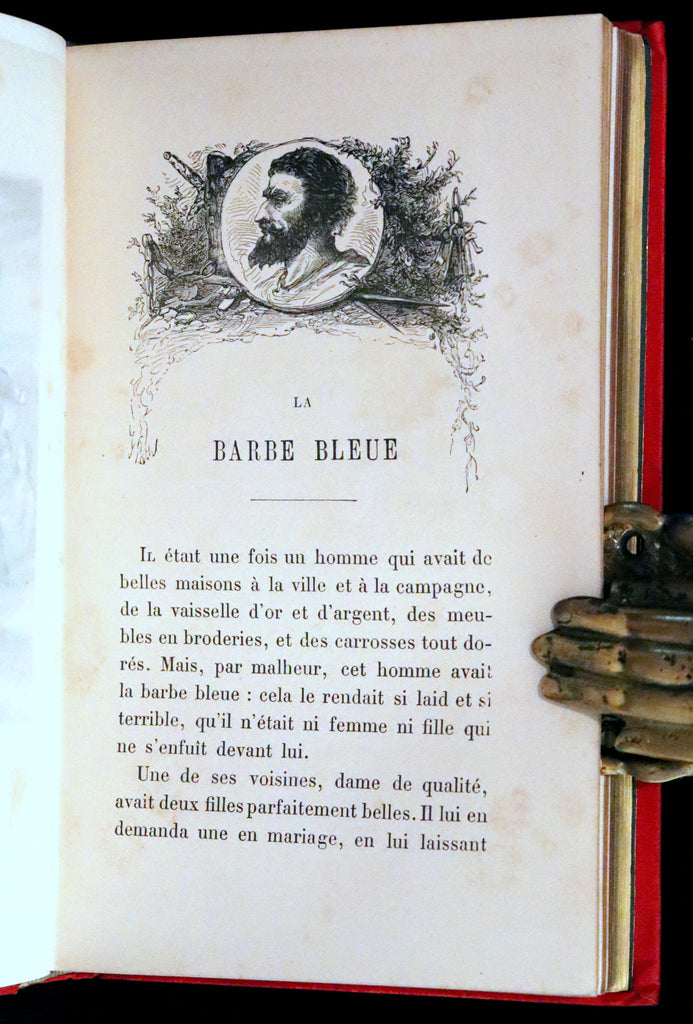 LA
BARBE BLEUE
IL était une fois un homme qui avait de
belles maisons à la ville et à la campagne,
de la vaisselle d'or et d'argent, des meu-
bles en broderies, et des carrosses tout do-
rés. Mais, par malheur, cet homme avait
la barbe bleue : cela le rendait si laid et si
terrible, qu'il n'était ni femme ni fille qui
ne s'enfuit devant lui.
Une de ses voisines, dame de qualité,
avait deux filles parfaitement belles. Il lui en
demanda une en mariage, en lui laissant